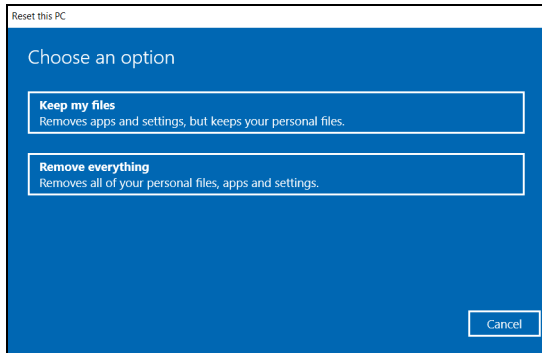 Reset this PC
Choose an option
Keep my files
Removes apps and settings, but keeps your personal files.
Remove everything
Removes all of your personal files, apps and settings.
Cancel